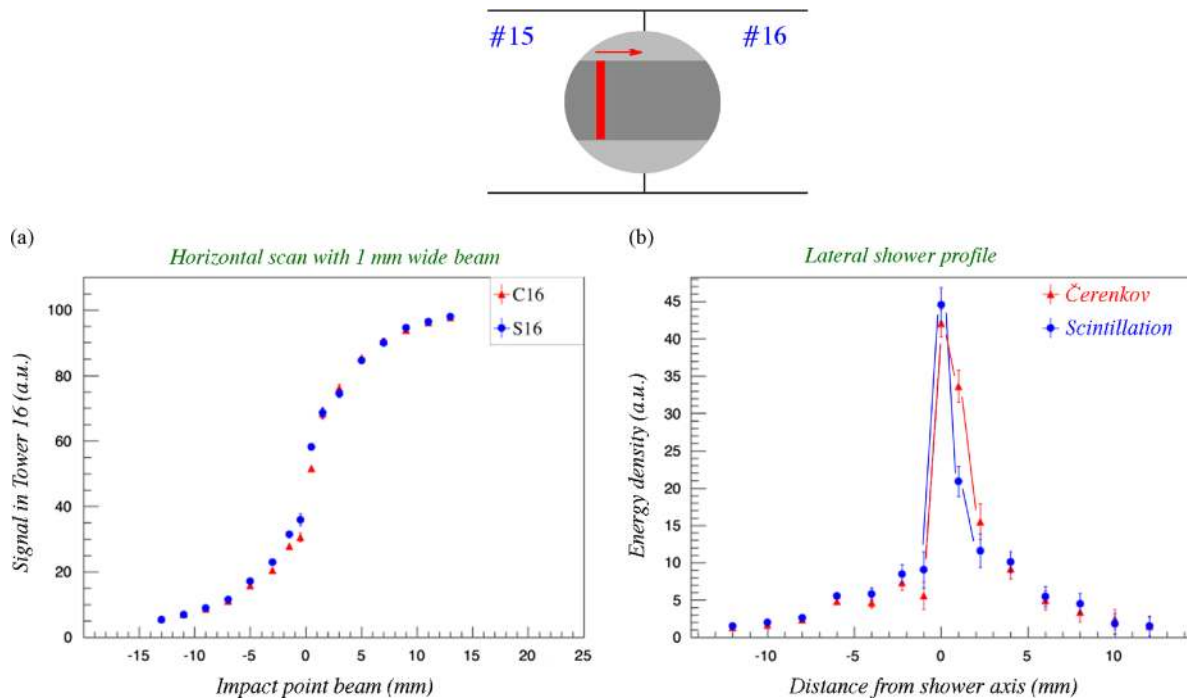 #15
#16
(a)
Horizontal scan with 1 mm wide beam
C16
S16
Signal in Tower 16 (a.u.)
100
80
60
40
20
0
-15 -10 -5 0 5 10 15 20 25
Impact point beam (mm)
(b)
Lateral shower profile
Čerenkov
Scintillation
Energy density (a.u.)
45
40
35
30
25
20
15
10
5
0
-10 -5 0 5 10
Distance from shower axis (mm)